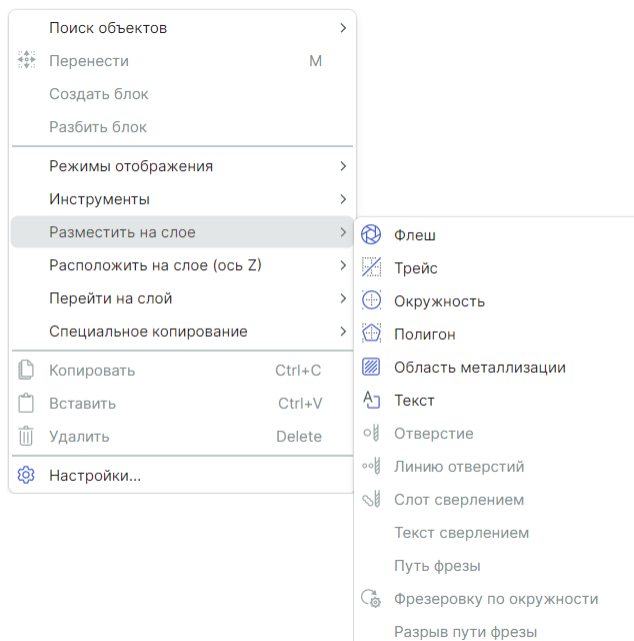 Поиск объектов
Перенести M
Создать блок
Разбить блок
Режимы отображения
Инструменты
Разместить на слое
Расположить на слое (ось Z)
Перейти на слой
Специальное копирование
Копировать Ctrl+C
Вставить Ctrl+V
Удалить Delete
Настройки...
Флеш
Трейс
Окружность
Полигон
Область металлизации
Текст
Отверстие
Линию отверстий
Слот сверлением
Текст сверлением
Путь фрезы
Фрезеровку по окружности
Разрыв пути фрезы